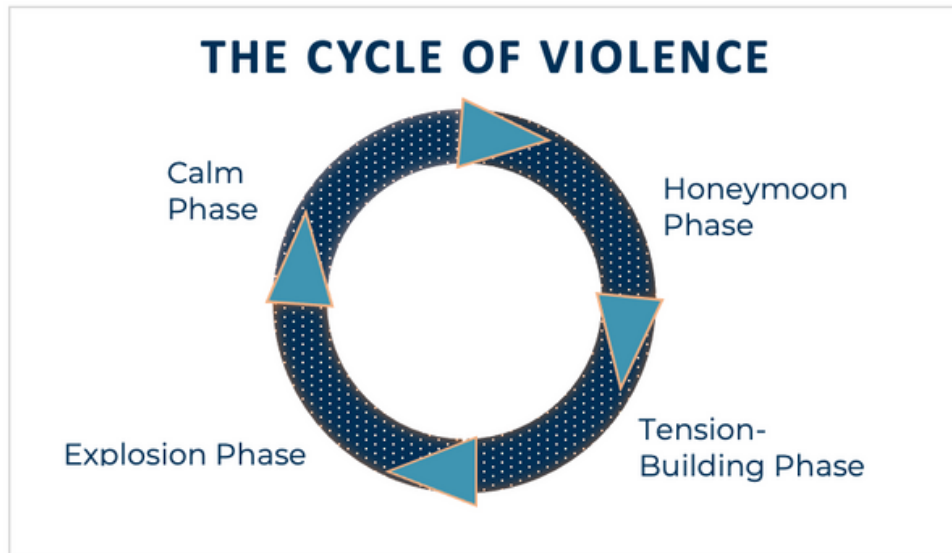 THE CYCLE OF VIOLENCE
Calm
Phase
Honeymoon
Phase
Tension-
Building Phase
Explosion Phase